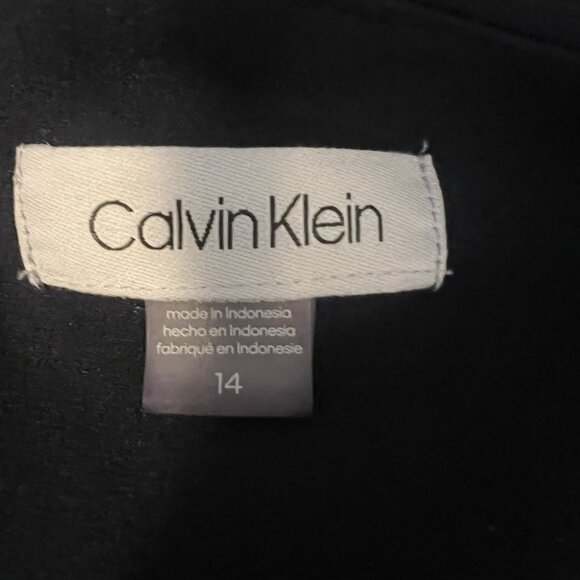 Calvin Klein
made in Indonesia
hecho en Indonesia
fabriqué en Indonesie
14